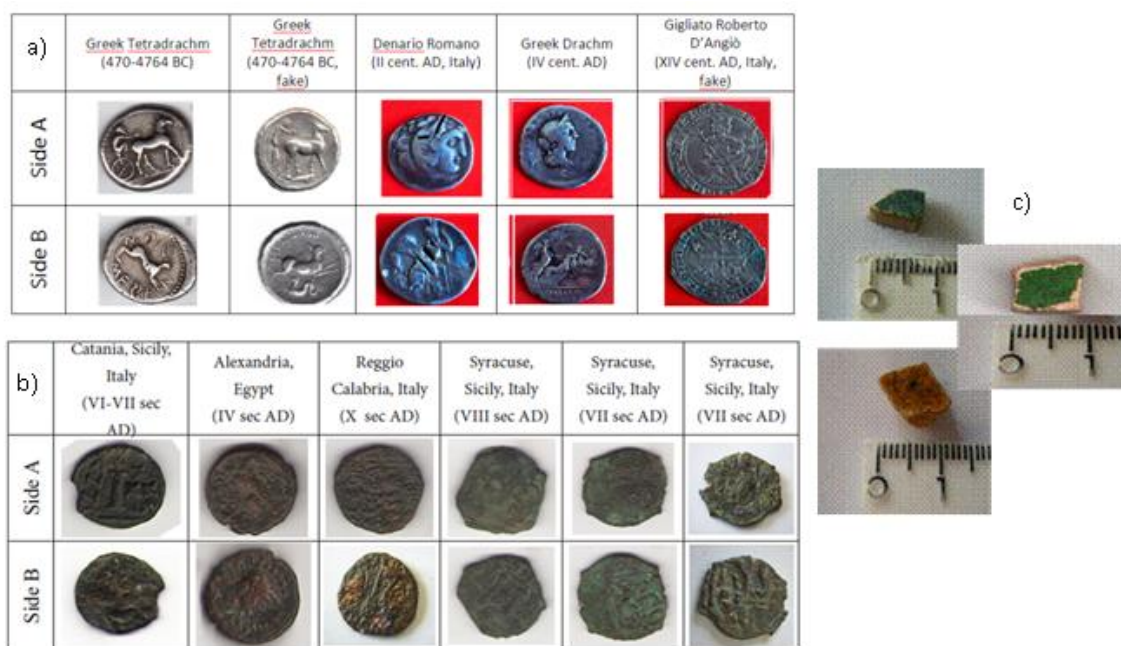 a)
Greek Tetradrachm
(470-4764 BC)
Greek
Tetradrachm
(470-4764 BC,
fake)
Denario Romano
(II cent. AD, Italy)
Greek Drachm
(IV cent. AD)
Gigliato Roberto
D'Angiò
(XIV cent. AD, Italy,
fake)
Side A
Side B
b)
Catania, Sicily,
Italy
(VI-VII sec
AD)
Alexandria,
Egypt
(IV sec AD)
Reggio
Calabria, Italy
(X sec AD)
Syracuse,
Sicily, Italy
(VIII sec AD)
Syracuse,
Sicily, Italy
(VII sec AD)
Syracuse,
Sicily, Italy
(VII sec AD)
Side A
Side B
c)
0 1
0 1
0 1